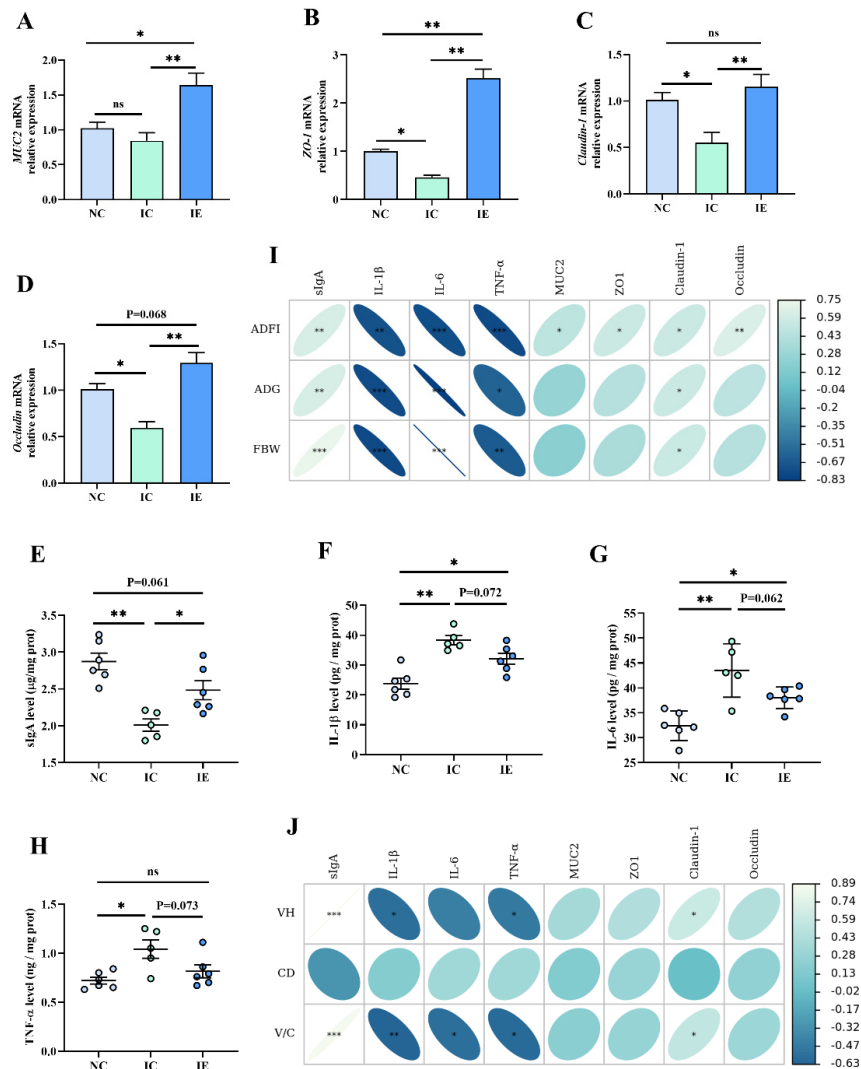 A
*
**
ns
MUC2 mRNA
relative expression
2.0
1.5
1.0
0.5
0.0
NC IC IE
B
**
**
*
ZO-1 mRNA
relative expression
3
2
1
0
NC IC IE
C
ns
*
**
Claudin-1 mRNA
relative expression
1.5
1.0
0.5
0.0
NC IC IE
D
P=0.068
*
**
Occludin mRNA
relative expression
1.5
1.0
0.5
0.0
NC IC IE
I
sIgA IL-1β IL-6 TNF-α MUC2 ZO1 Claudin-1 Occludin
ADFI ** ** *** *** * * * **
ADG ** *** *** * *
FBW *** *** *** ** *
0.75
0.59
0.43
0.28
0.12
-0.04
-0.2
-0.35
-0.51
-0.67
-0.83
E
P=0.061
**
*
sIgA level (μg/mg prot)
3.5
3.0
2.5
2.0
1.5
NC IC IE
F
*
**
P=0.072
IL-1β level (pg / mg prot)
50
40
30
20
10
0
NC IC IE
G
*
**
P=0.062
IL-6 level (pg / mg prot)
55
50
45
40
35
30
25
NC IC IE
H
ns
*
P=0.073
TNF-α level (ng / mg prot)
1.5
1.0
0.5
0.0
NC IC IE
J
sIgA IL-1β IL-6 TNF-α MUC2 ZO1 Claudin-1 Occludin
VH *** * * *
CD
V/C *** ** * * *
0.89
0.74
0.59
0.43
0.28
0.13
-0.02
-0.17
-0.32
-0.47
-0.63